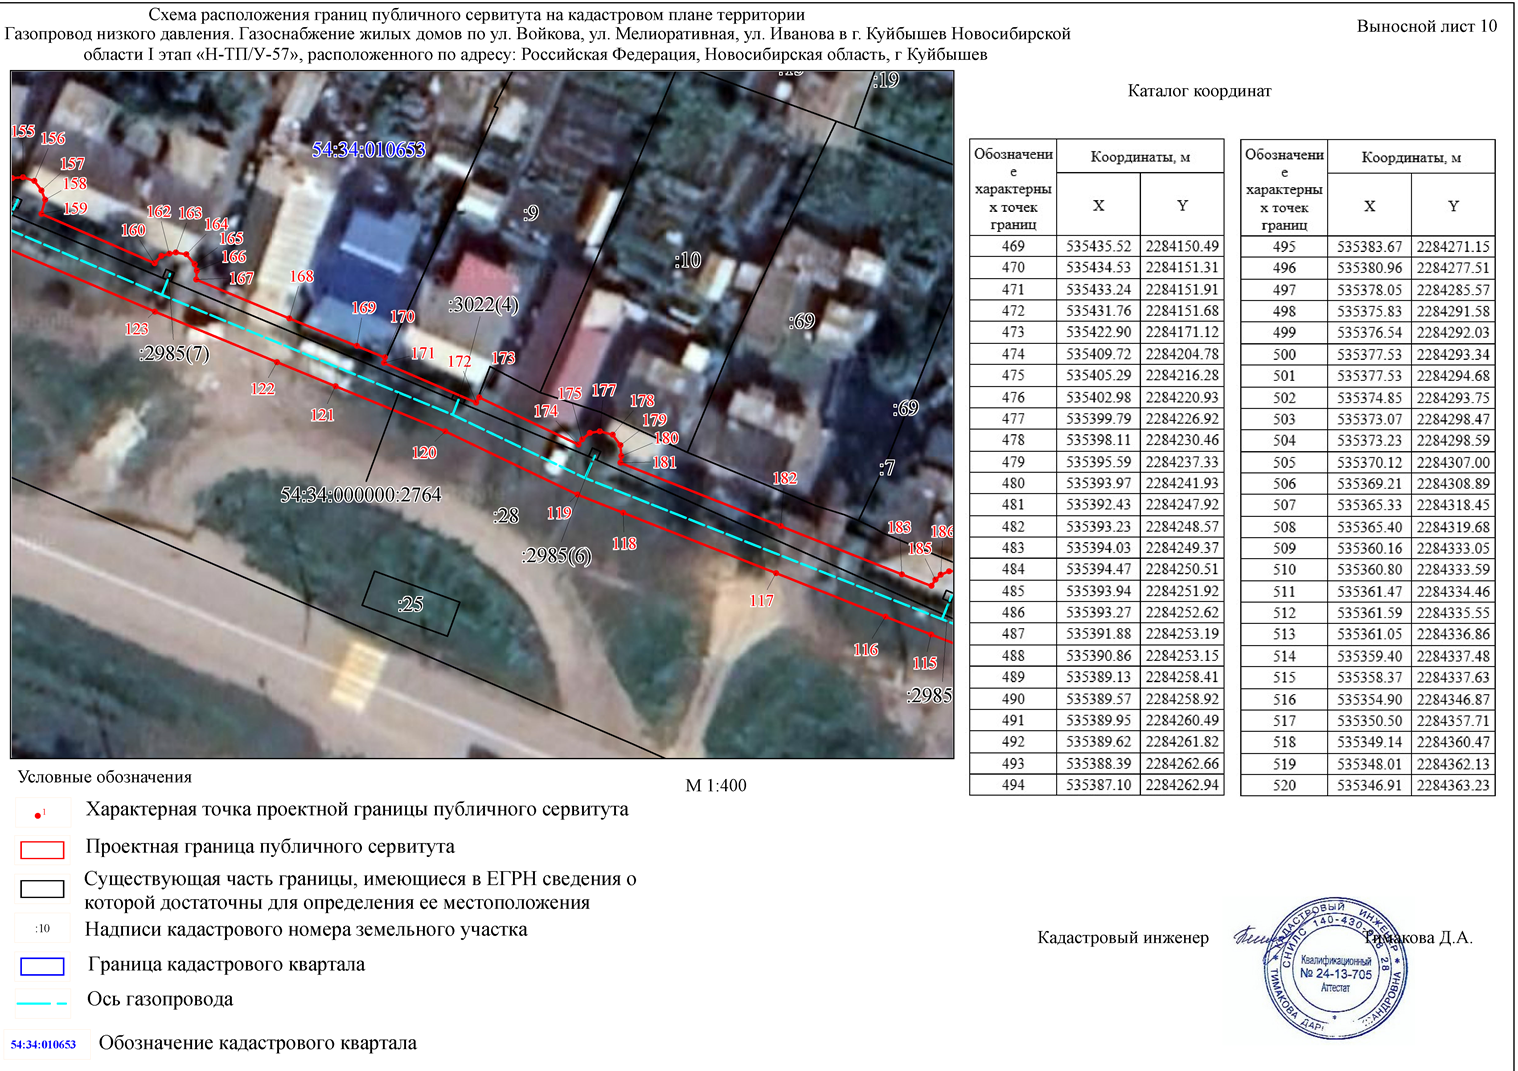 Схема расположения границ публичного сервитута на кадастровом плане территории
Газопровод низкого давления. Газоснабжение жилых домов по ул. Войкова, ул. Мелиоративная, ул. Иванова в г. Куйбышев Новосибирской
области I этап «Н-ТП/У-57», расположенного по адресу: Российская Федерация, Новосибирская область, г Куйбышев
Выносной лист 10
:19
54:34:010653
155
156
157
158
159
160
162
163
164
165
166
167
168
169
170
171
172
173
174
175
177
178
179
180
181
182
183
185
186
:9
:10
:3022(4)
:69
:69
:7
123
:2985(7)
122
121
120
54:34:000000:2764
:28
119
118
:2985(6)
117
116
115
:25
:2985
Каталог координат
Обозначени
е
характерны
х точек
границ
Координаты, м
X Y
469 535435.52 2284150.49
470 535434.53 2284151.31
471 535433.24 2284151.91
472 535431.76 2284151.68
473 535422.90 2284171.12
474 535409.72 2284204.78
475 535405.29 2284216.28
476 535402.98 2284220.93
477 535399.79 2284226.92
478 535398.11 2284230.46
479 535395.59 2284237.33
480 535393.97 2284241.93
481 535392.43 2284247.92
482 535393.23 2284248.57
483 535394.03 2284249.37
484 535394.47 2284250.51
485 535393.94 2284251.92
486 535393.27 2284252.62
487 535391.88 2284253.19
488 535390.86 2284253.15
489 535389.13 2284258.41
490 535389.57 2284258.92
491 535389.95 2284260.49
492 535389.62 2284261.82
493 535388.39 2284262.66
494 535387.10 2284262.94
Обозначени
е
характерны
х точек
границ
Координаты, м
X Y
495 535383.67 2284271.15
496 535380.96 2284277.51
497 535378.05 2284285.57
498 535375.83 2284291.58
499 535376.54 2284292.03
500 535377.53 2284293.34
501 535377.53 2284294.68
502 535374.85 2284293.75
503 535373.07 2284298.47
504 535373.23 2284298.59
505 535370.12 2284307.00
506 535369.21 2284308.89
507 535365.33 2284318.45
508 535365.40 2284319.68
509 535360.16 2284333.05
510 535360.80 2284333.59
511 535361.47 2284334.46
512 535361.59 2284335.55
513 535361.05 2284336.86
514 535359.40 2284337.48
515 535358.37 2284337.63
516 535354.90 2284346.87
517 535350.50 2284357.71
518 535349.14 2284360.47
519 535348.01 2284362.13
520 535346.91 2284363.23
Условные обозначения
М 1:400
1
Характерная точка проектной границы публичного сервитута
Проектная граница публичного сервитута
Существующая часть границы, имеющиеся в ЕГРН сведения о
которой достаточны для определения ее местоположения
:10
Надписи кадастрового номера земельного участка
Граница кадастрового квартала
Ось газопровода
54:34:010653
Обозначение кадастрового квартала
Кадастровый инженер
Тимакова Д.А.
КАДАСТРОВЫЙ ИНЖЕНЕР
СНИЛС 140-430-
28
Квалификационный
№ 24-13-705
Аттестат
ТИМАКОВА